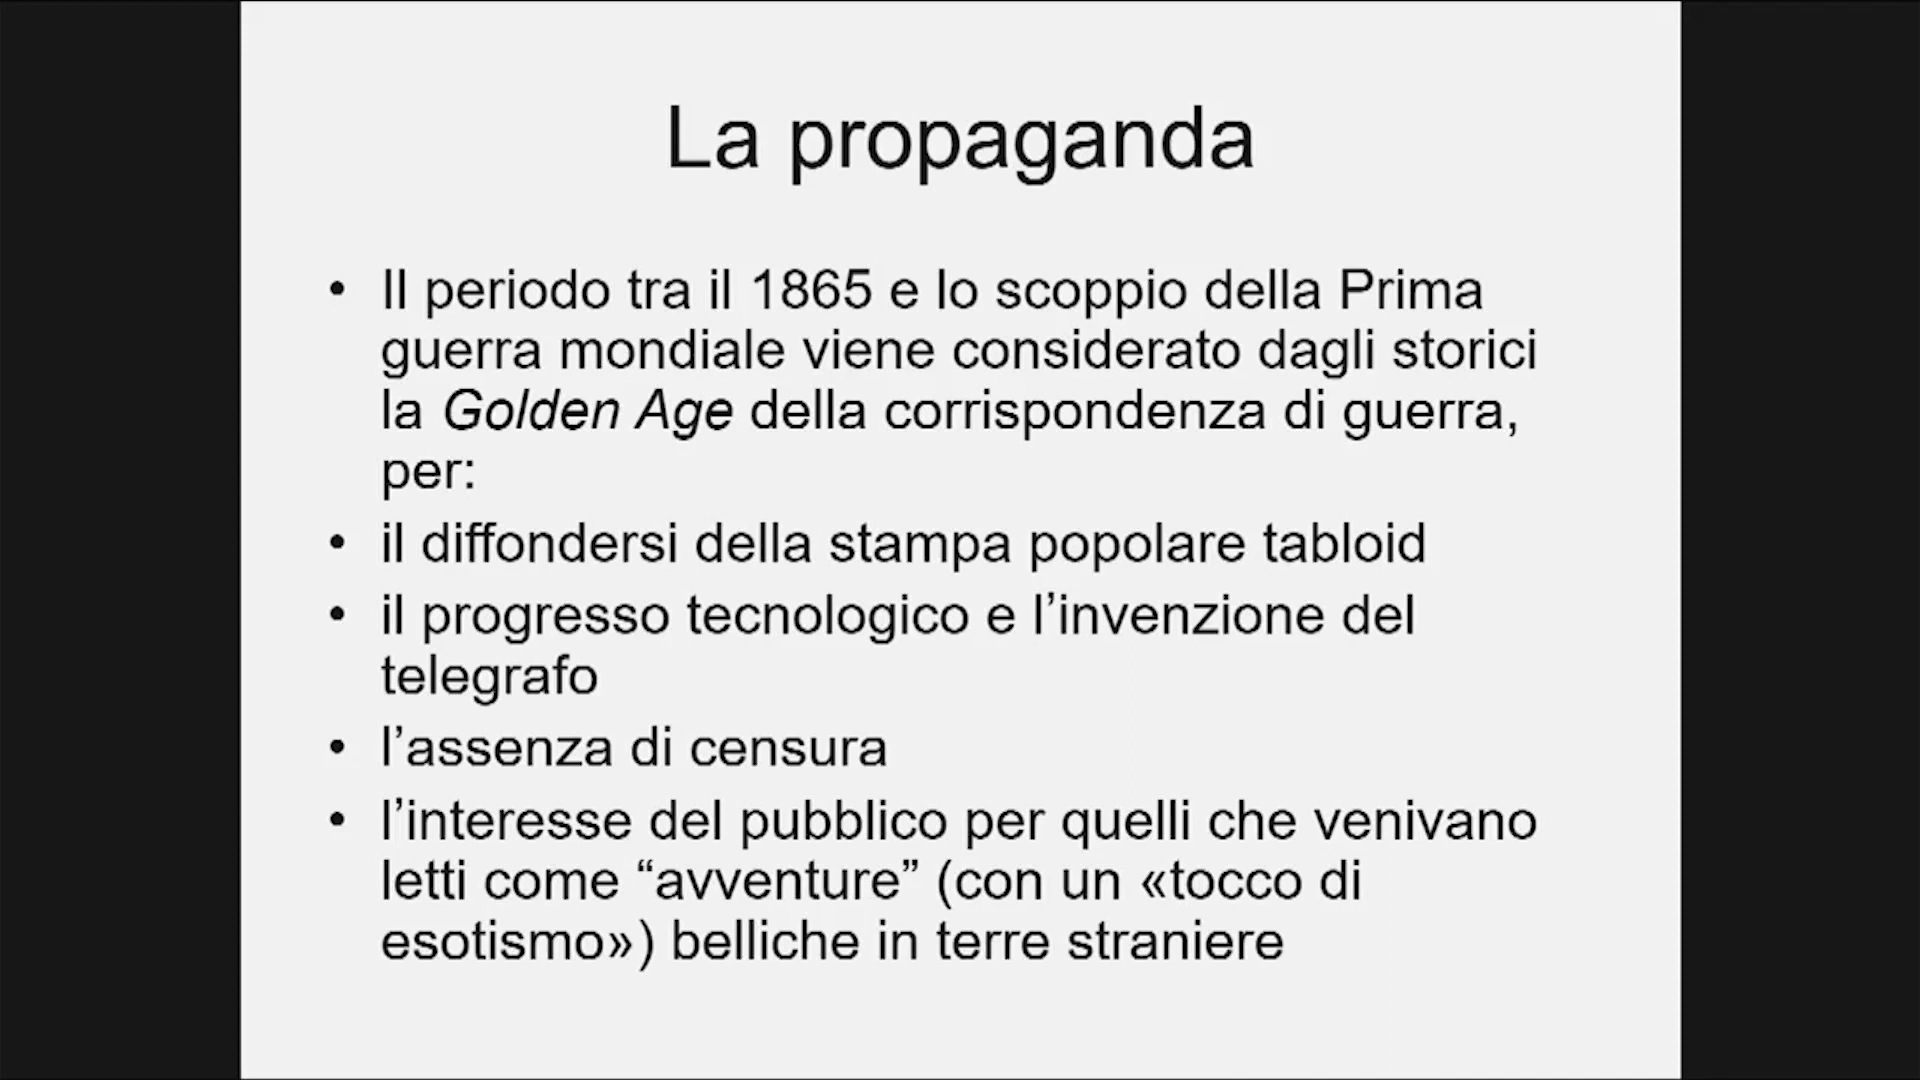 La propaganda
• Il periodo tra il 1865 e lo scoppio della Prima
guerra mondiale viene considerato dagli storici
la Golden Age della corrispondenza di guerra,
per:
• il diffondersi della stampa popolare tabloid
• il progresso tecnologico e l’invenzione del
telegrafo
• l’assenza di censura
• l’interesse del pubblico per quelli che venivano
letti come “avventure” (con un «tocco di
esotismo») belliche in terre straniere